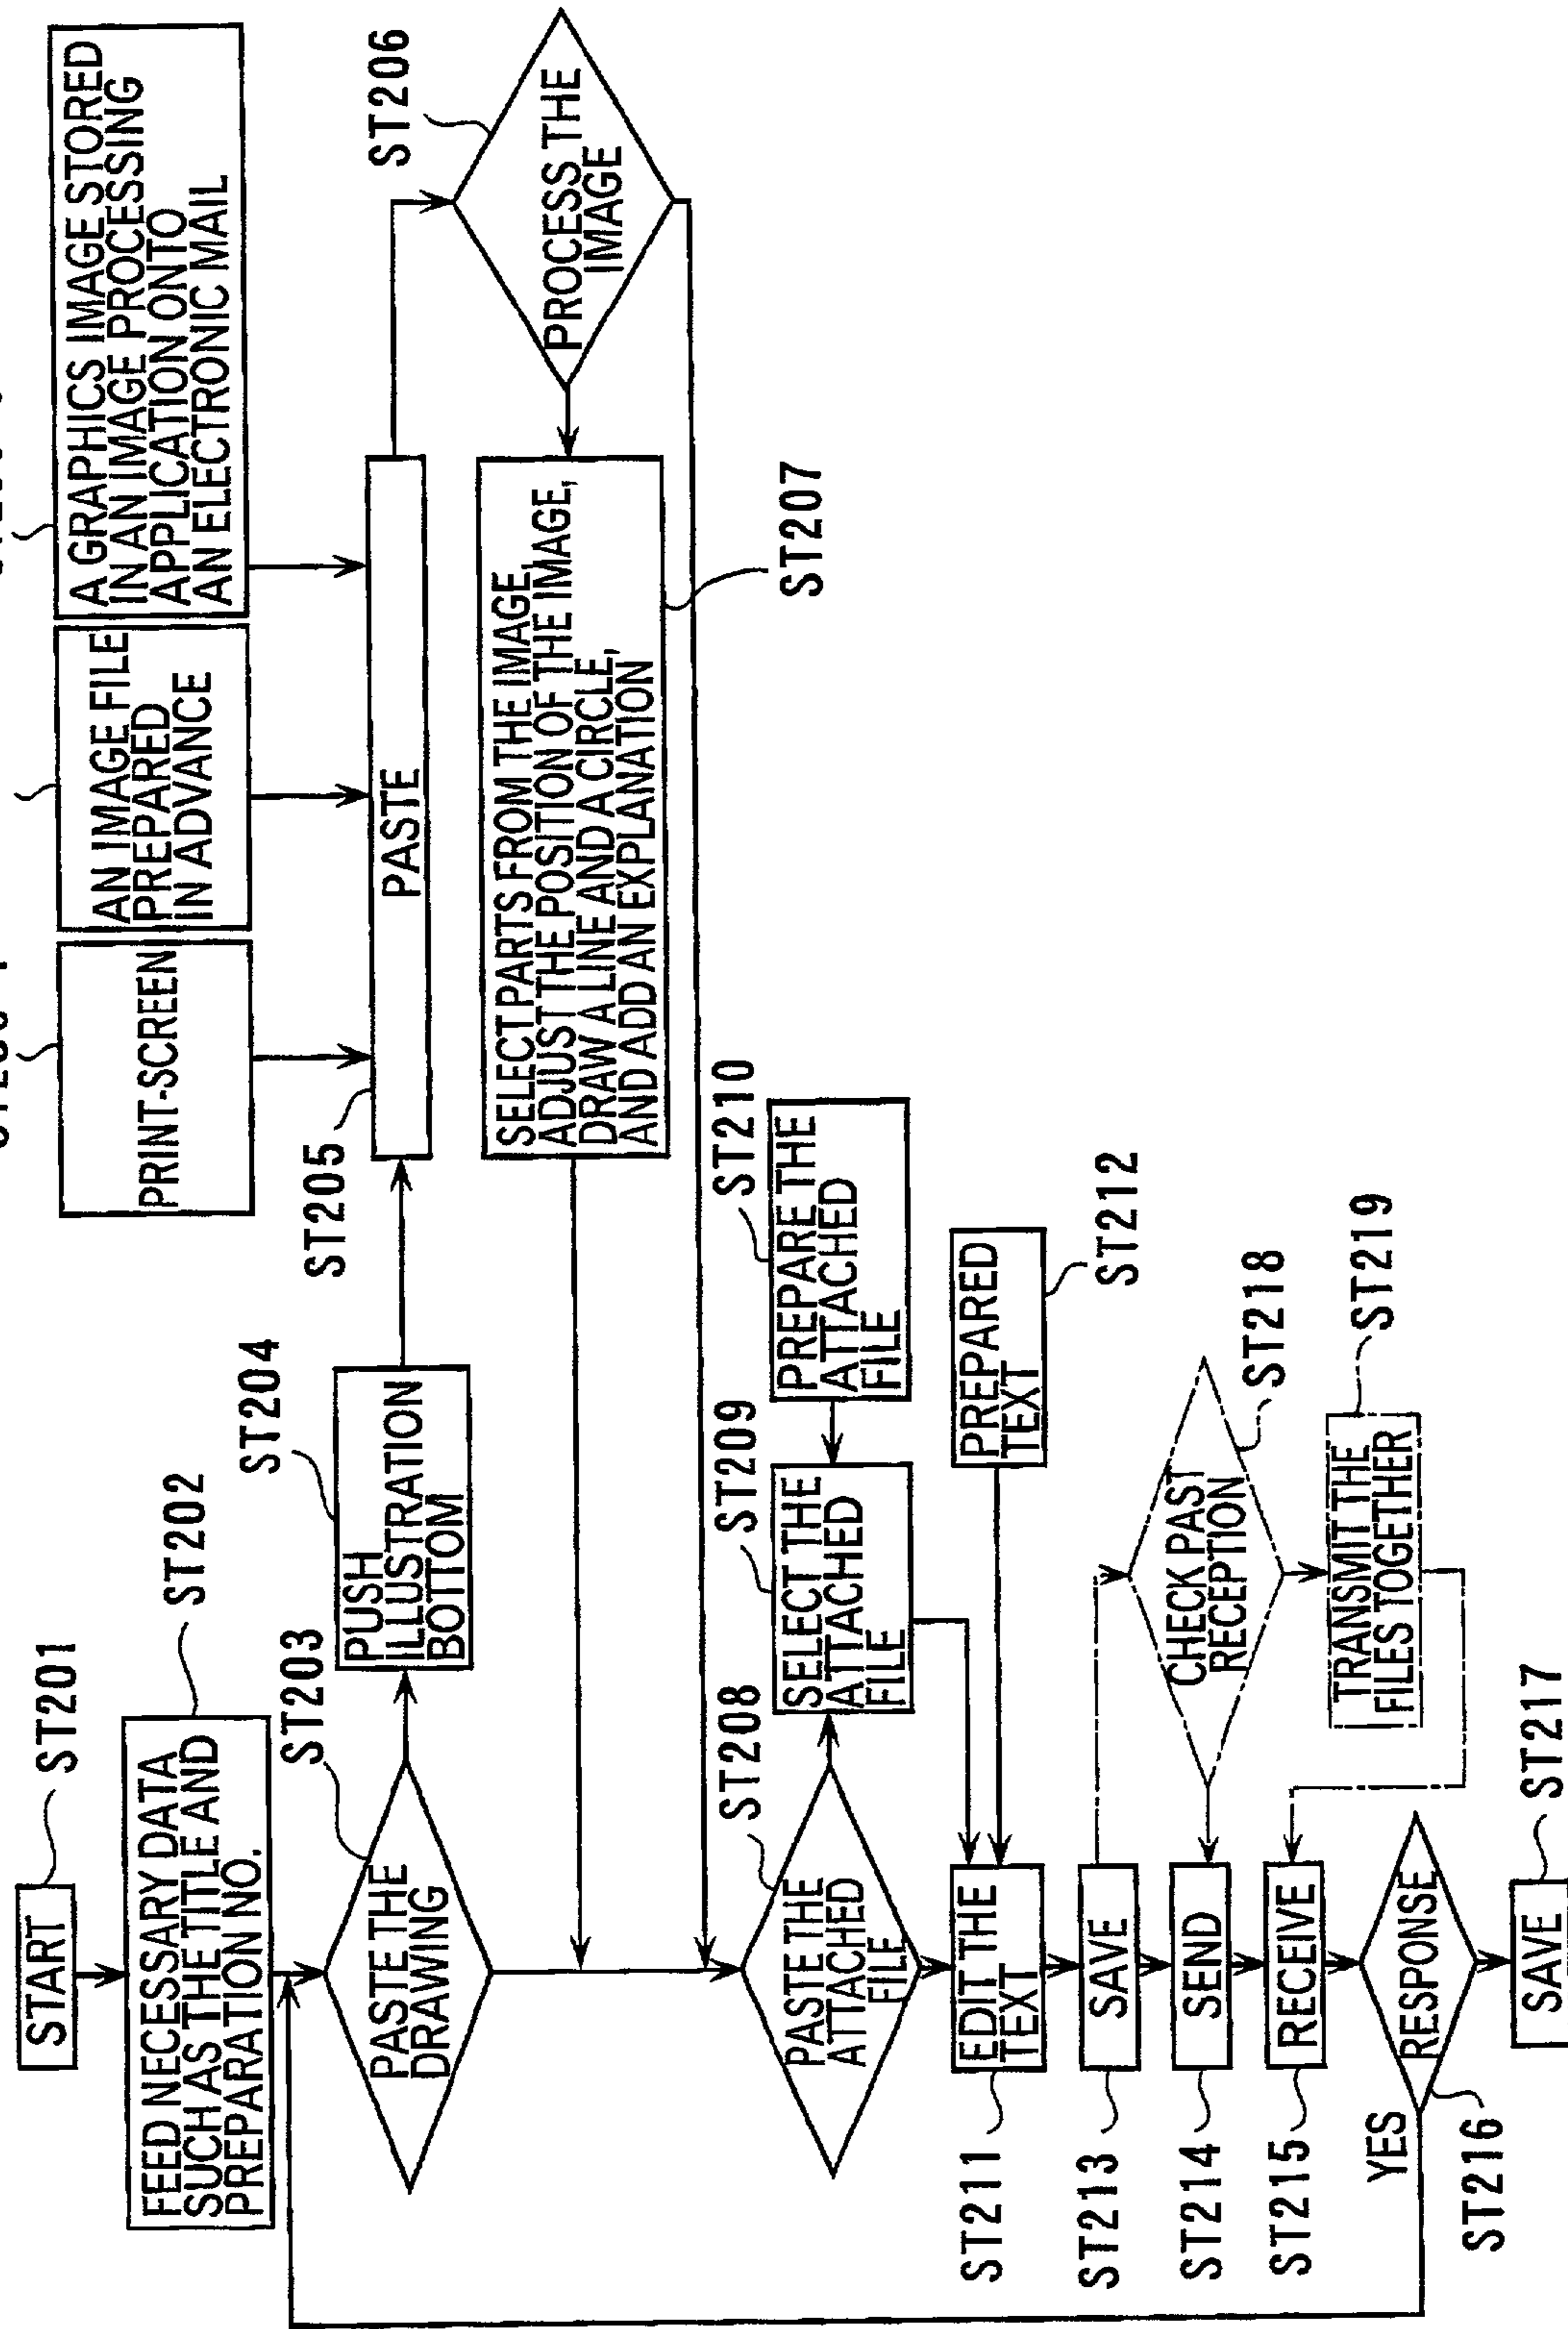 START
ST201
FEED NECESSARY DATA
SUCH AS THE TITLE AND
PREPARATION NO.
ST202
PASTE THE
DRAWING
ST203
PUSH
ILLUSTRATION
BOTTOM
ST204
PRINT-SCREEN
AN IMAGE FILE
PREPARED
IN ADVANCE
A GRAPHICS IMAGE STORED
IN AN IMAGE PROCESSING
APPLICATION ONTO
AN ELECTRONIC MAIL
PASTE
ST205
PROCESS THE
IMAGE
ST206
SELECT PARTS FROM THE IMAGE,
ADJUST THE POSITION OF THE IMAGE,
DRAW A LINE AND A CIRCLE,
AND ADD AN EXPLANATION
ST207
PASTE THE
ATTACHED
FILE
ST208
SELECT THE
ATTACHED
FILE
ST209
PREPARE THE
ATTACHED
FILE
ST210
EDIT THE
TEXT
ST211
PREPARED
TEXT
ST212
SAVE
ST213
SEND
ST214
RECEIVE
ST215
CHECK PAST
RECEPTION
ST218
TRANSMIT THE
FILES TOGETHER
ST219
RESPONSE
YES
ST216
SAVE
ST217